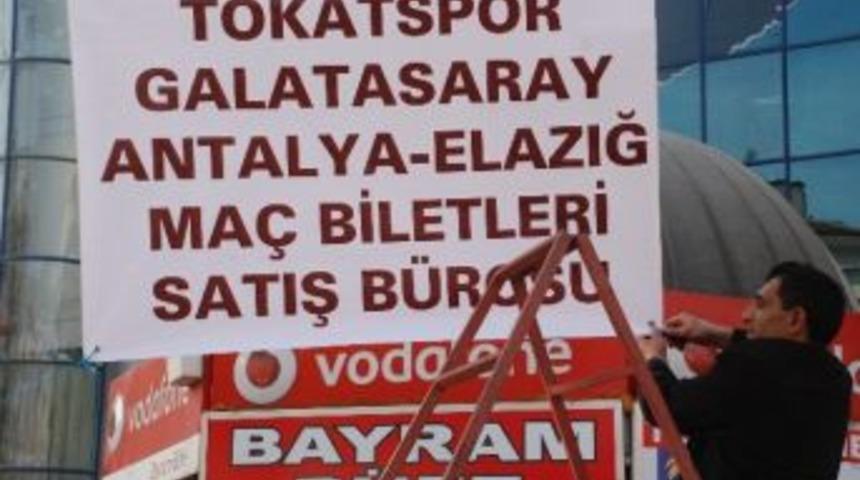 TOKATSPOR
GALATASARAY
ANTALYA-ELAZIĞ
MAÇ BİLETLERİ
SATIŞ BÜROSU
vodafone
vodafone
BAYRAM